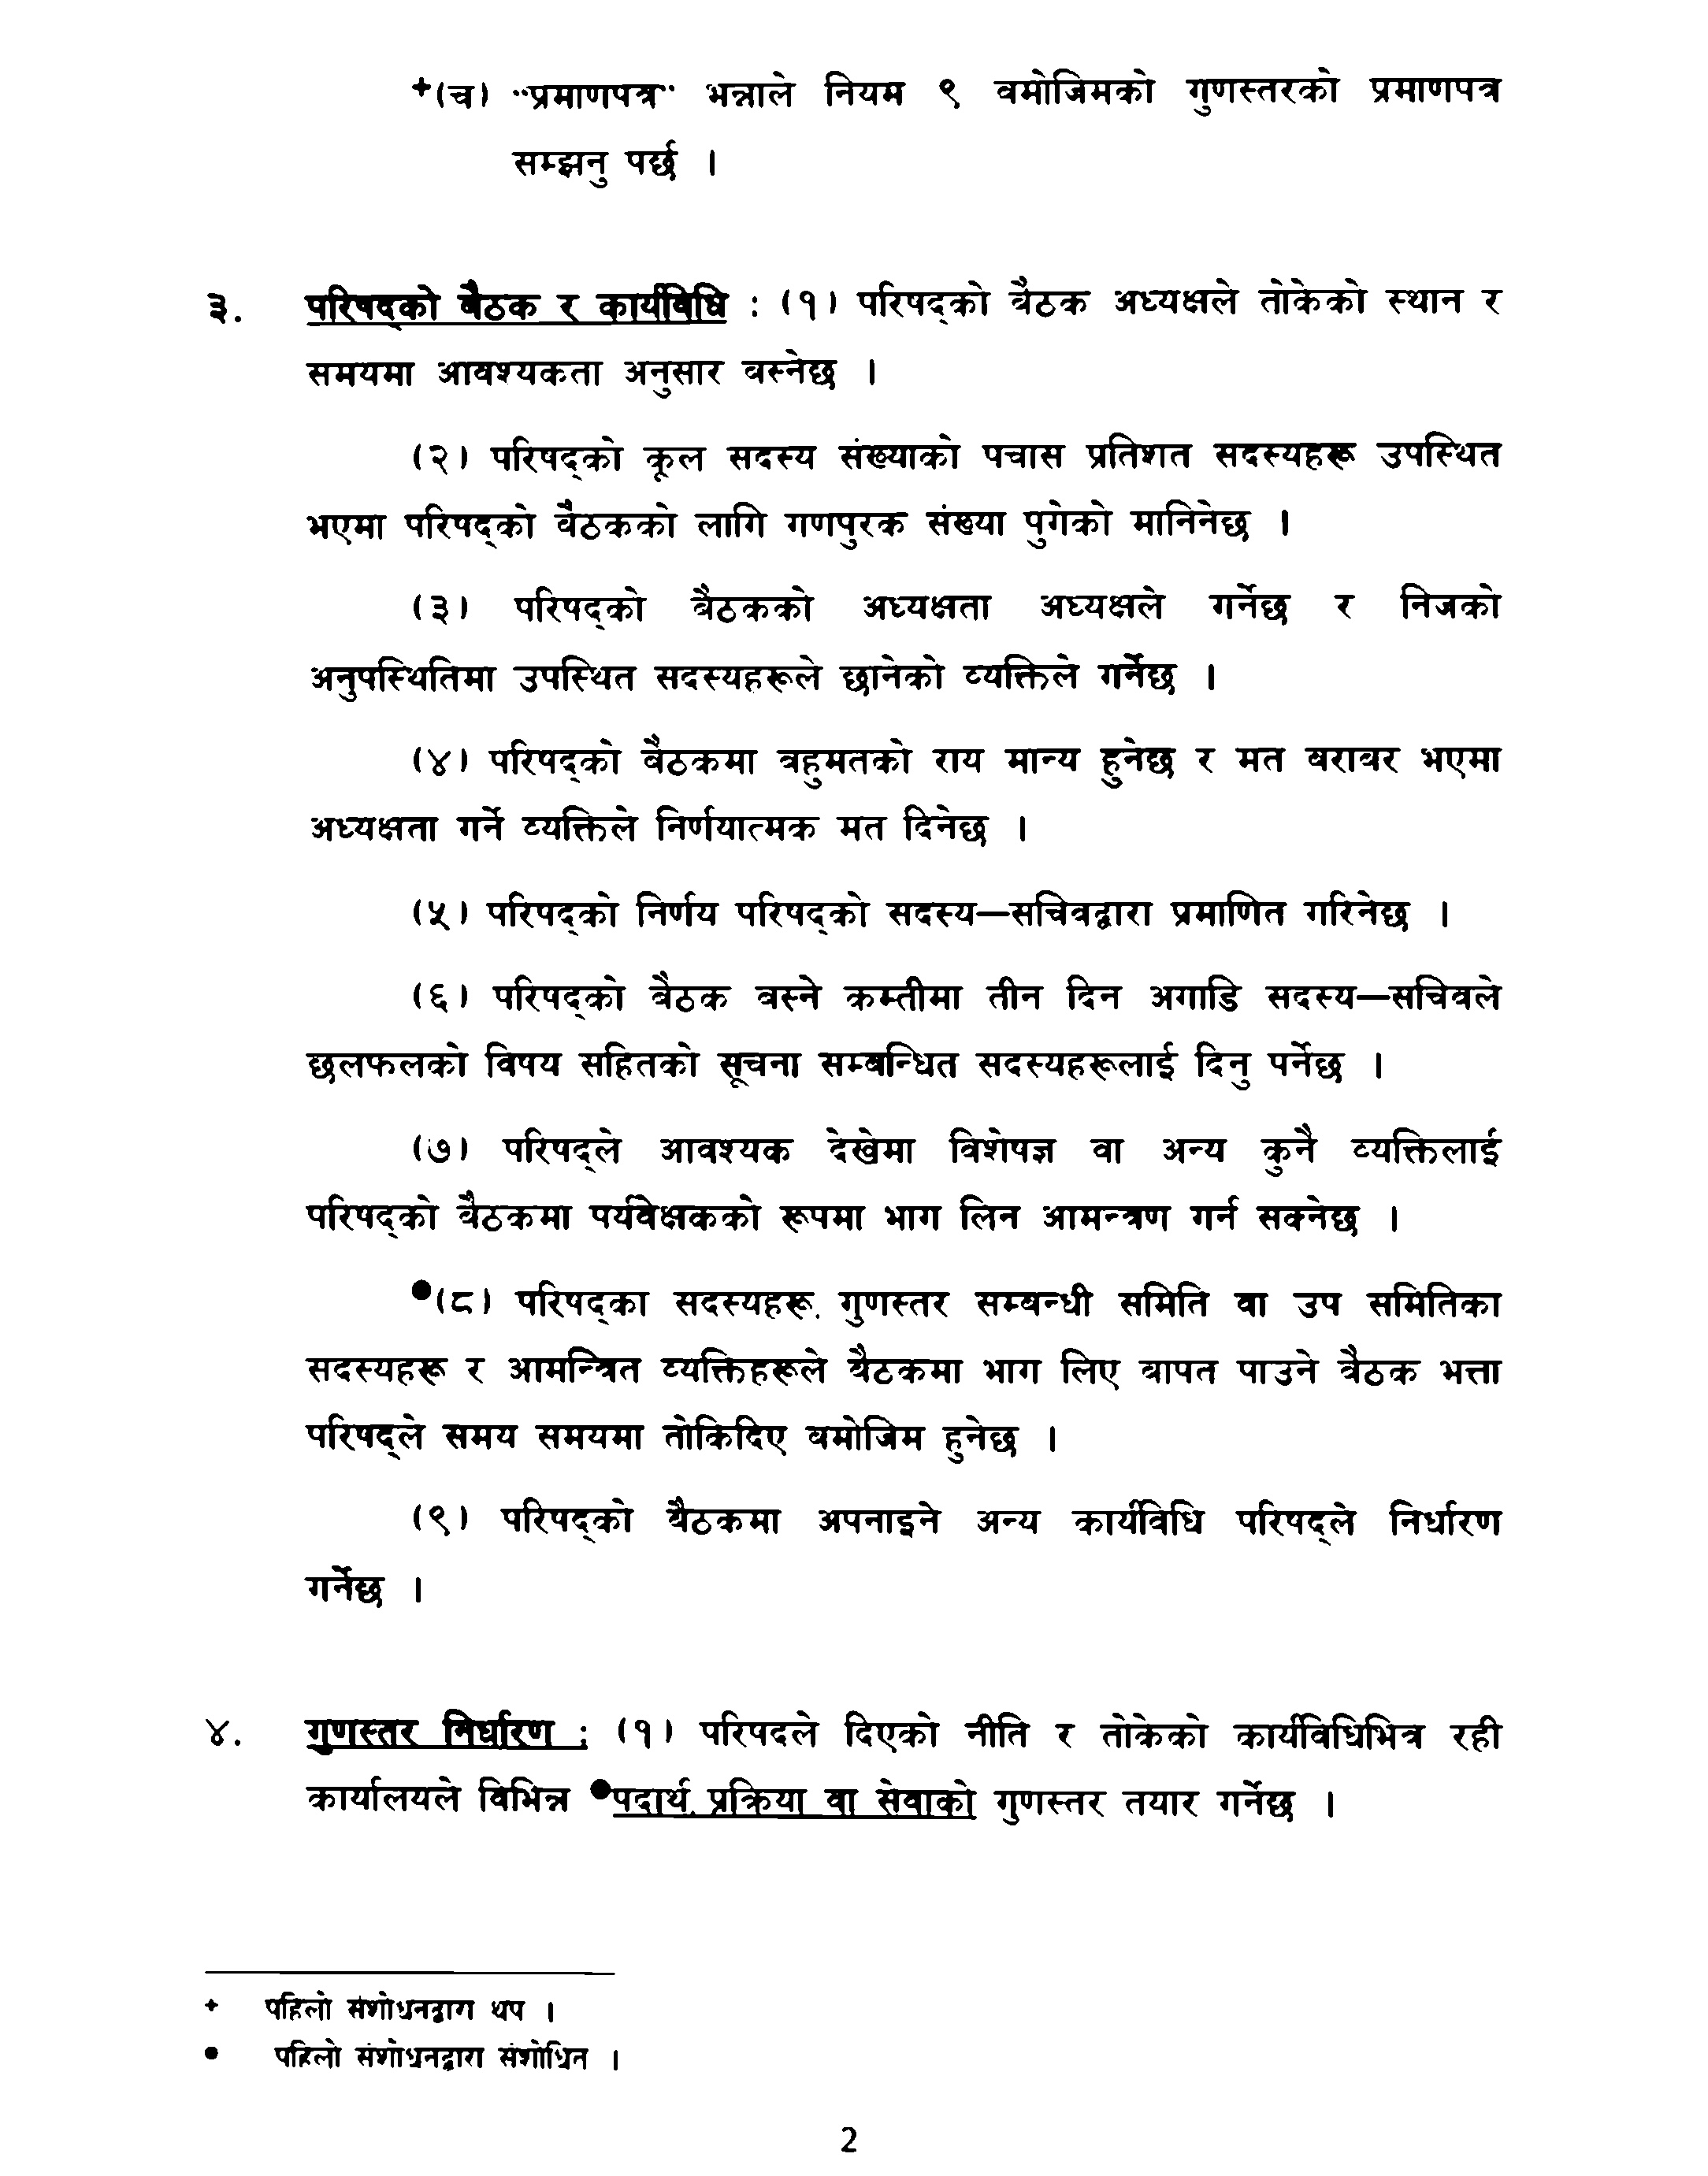 +(च) "प्रमाणपत्र" भन्नाले नियम ९ बमोजिमको गुणस्तरको प्रमाणपत्र
सम्झनु पर्छ ।
३. परिषद्को बैठक र कार्यविधि : (१) परिषद्को बैठक अध्यक्षले तोकेको स्थान र
समयमा आवश्यकता अनुसार बस्नेछ ।
(२) परिषद्को कूल सदस्य संख्याको पचास प्रतिशत सदस्यहरू उपस्थित
भएमा परिषद्को बैठकको लागि गणपुरक संख्या पुगेको मानिनेछ ।
(३) परिषद्को बैठकको अध्यक्षता अध्यक्षले गर्नेछ र निजको
अनुपस्थितिमा उपस्थित सदस्यहरूले छानेको व्यक्तिले गर्नेछ ।
(४) परिषद्को बैठकमा बहुमतको राय मान्य हुनेछ र मत बराबर भएमा
अध्यक्षता गर्ने व्यक्तिले निर्णयात्मक मत दिनेछ ।
(५) परिषद्को निर्णय परिषद्को सदस्य–सचिवद्वारा प्रमाणित गरिनेछ ।
(६) परिषद्को बैठक बस्ने कम्तीमा तीन दिन अगाडि सदस्य–सचिवले
छलफलको विषय सहितको सूचना सम्बन्धित सदस्यहरूलाई दिनु पर्नेछ ।
(७) परिषद्ले आवश्यक देखेमा विशेषज्ञ वा अन्य कुनै व्यक्तिलाई
परिषद्को बैठकमा पर्यवेक्षकको रूपमा भाग लिन आमन्त्रण गर्न सक्नेछ ।
●(८) परिषद्का सदस्यहरू, गुणस्तर सम्बन्धी समिति वा उप समितिका
सदस्यहरू र आमन्त्रित व्यक्तिहरूले बैठकमा भाग लिए बापत पाउने बैठक भत्ता
परिषद्ले समय समयमा तोकिदिए बमोजिम हुनेछ ।
(९) परिषद्को बैठकमा अपनाइने अन्य कार्यविधि परिषद्ले निर्धारण
गर्नेछ ।
४. गुणस्तर निर्धारण : (१) परिषदले दिएको नीति र तोकेको कार्यविधिभित्र रही
कार्यालयले विभिन्न ●पदार्थ, प्रक्रिया वा सेवाको गुणस्तर तयार गर्नेछ ।
+ पहिलो संशोधनद्वारा थप ।
● पहिलो संशोधनद्वारा संशोधित ।
2